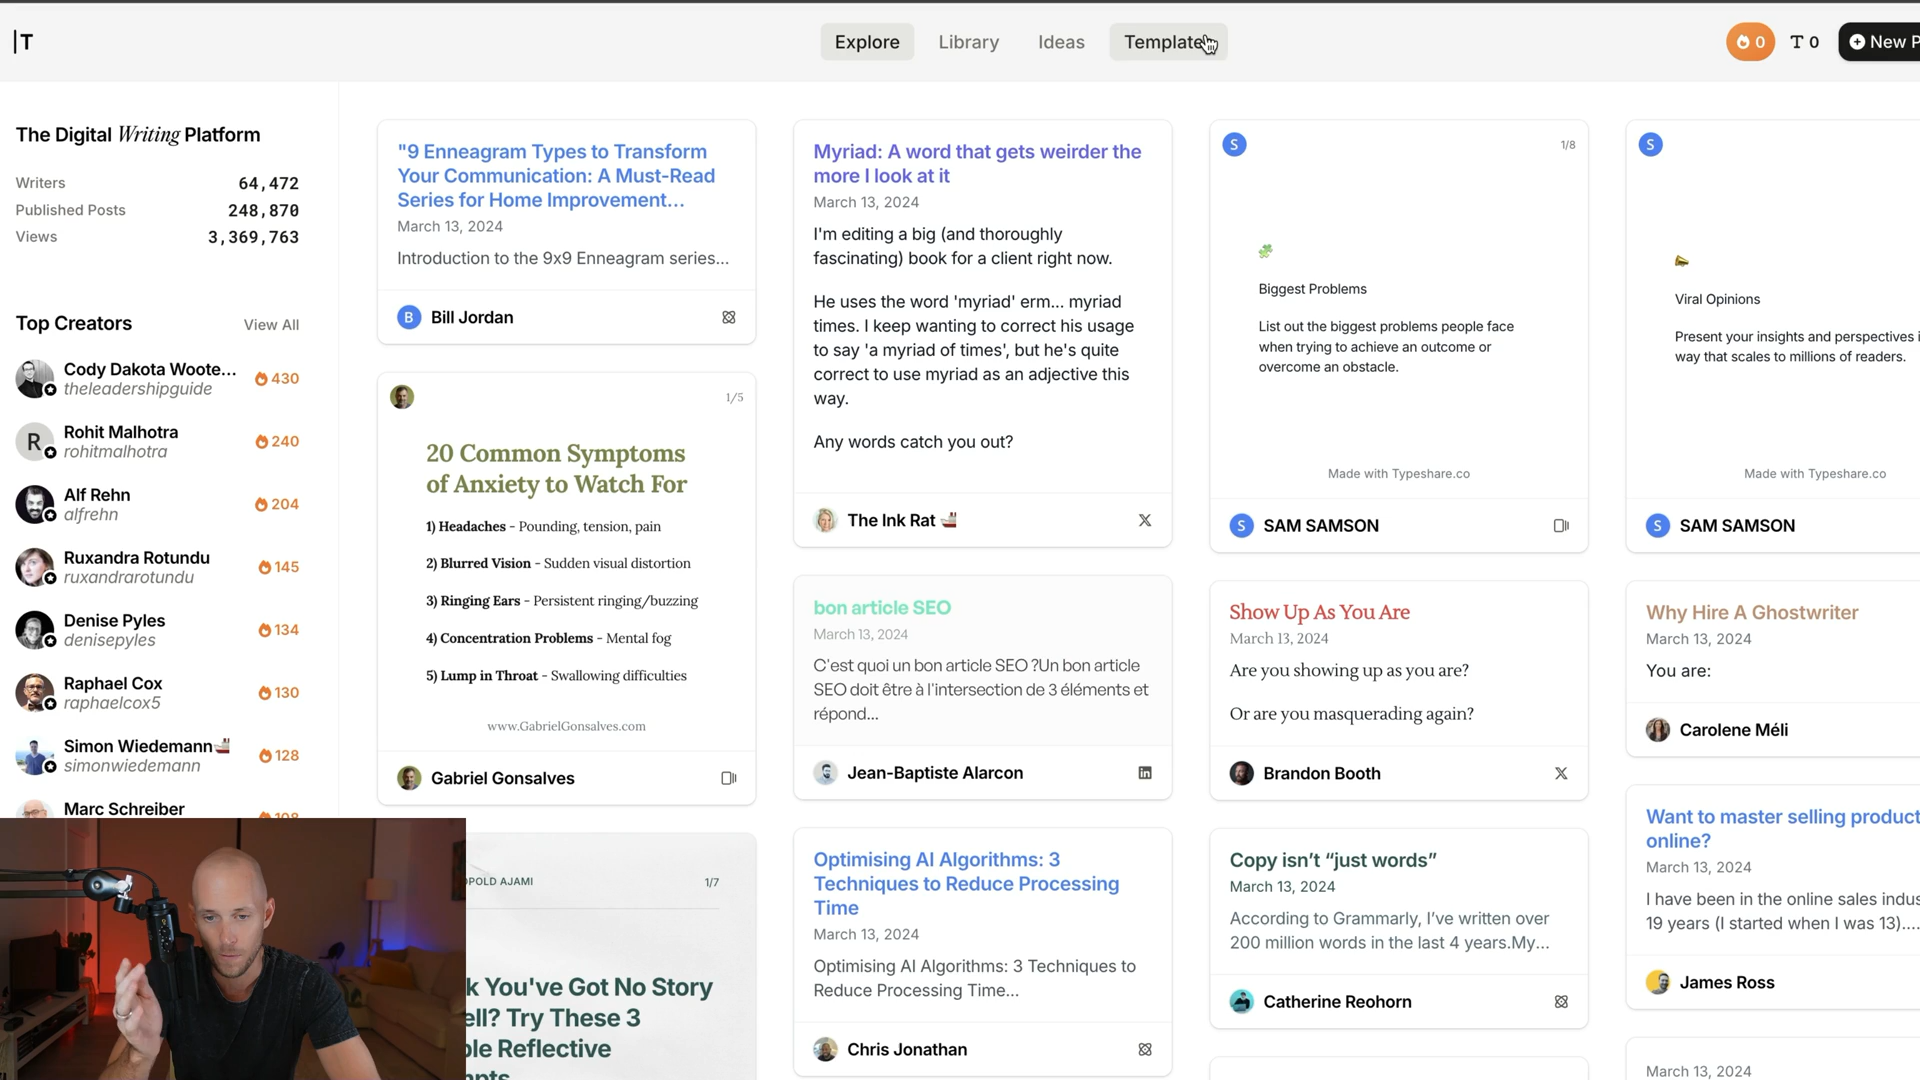 |T
Explore
Library
Ideas
Template
0
T 0
New P
The Digital Writing Platform
Writers 64,472
Published Posts 248,870
Views 3,369,763
Top Creators View All
Cody Dakota Woote...
theleadershipguide
430
R
Rohit Malhotra
rohitmalhotra
240
Alf Rehn
alfrehn
204
Ruxandra Rotundu
ruxandrarotundu
145
Denise Pyles
denisepyles
134
Raphael Cox
raphaelcox5
130
Simon Wiedemann
simonwiedemann
128
Marc Schreiber
"9 Enneagram Types to Transform
Your Communication: A Must-Read
Series for Home Improvement...
March 13, 2024
Introduction to the 9x9 Enneagram series...
B Bill Jordan
1/5
20 Common Symptoms
of Anxiety to Watch For
1) Headaches - Pounding, tension, pain
2) Blurred Vision - Sudden visual distortion
3) Ringing Ears - Persistent ringing/buzzing
4) Concentration Problems - Mental fog
5) Lump in Throat - Swallowing difficulties
www.GabrielGonsalves.com
Gabriel Gonsalves
OPOLD AJAMI 1/7
k You've Got No Story
ell? Try These 3
ple Reflective
Myriad: A word that gets weirder the
more I look at it
March 13, 2024
I'm editing a big (and thoroughly
fascinating) book for a client right now.
He uses the word 'myriad' erm... myriad
times. I keep wanting to correct his usage
to say 'a myriad of times', but he's quite
correct to use myriad as an adjective this
way.
Any words catch you out?
The Ink Rat
bon article SEO
March 13, 2024
C'est quoi un bon article SEO ?Un bon article
SEO doit être à l'intersection de 3 éléments et
répond...
Jean-Baptiste Alarcon
Optimising AI Algorithms: 3
Techniques to Reduce Processing
Time
March 13, 2024
Optimising AI Algorithms: 3 Techniques to
Reduce Processing Time...
Chris Jonathan
S 1/8
Biggest Problems
List out the biggest problems people face
when trying to achieve an outcome or
overcome an obstacle.
Made with Typeshare.co
S SAM SAMSON
Show Up As You Are
March 13, 2024
Are you showing up as you are?
Or are you masquerading again?
Brandon Booth
Copy isn’t “just words”
March 13, 2024
According to Grammarly, I’ve written over
200 million words in the last 4 years.My...
Catherine Reohorn
S
Viral Opinions
Present your insights and perspectives i
way that scales to millions of readers.
Made with Typeshare.co
S SAM SAMSON
Why Hire A Ghostwriter
March 13, 2024
You are:
Carolene Méli
Want to master selling product
online?
March 13, 2024
I have been in the online sales indus
19 years (I started when I was 13)....
James Ross
March 13, 2024